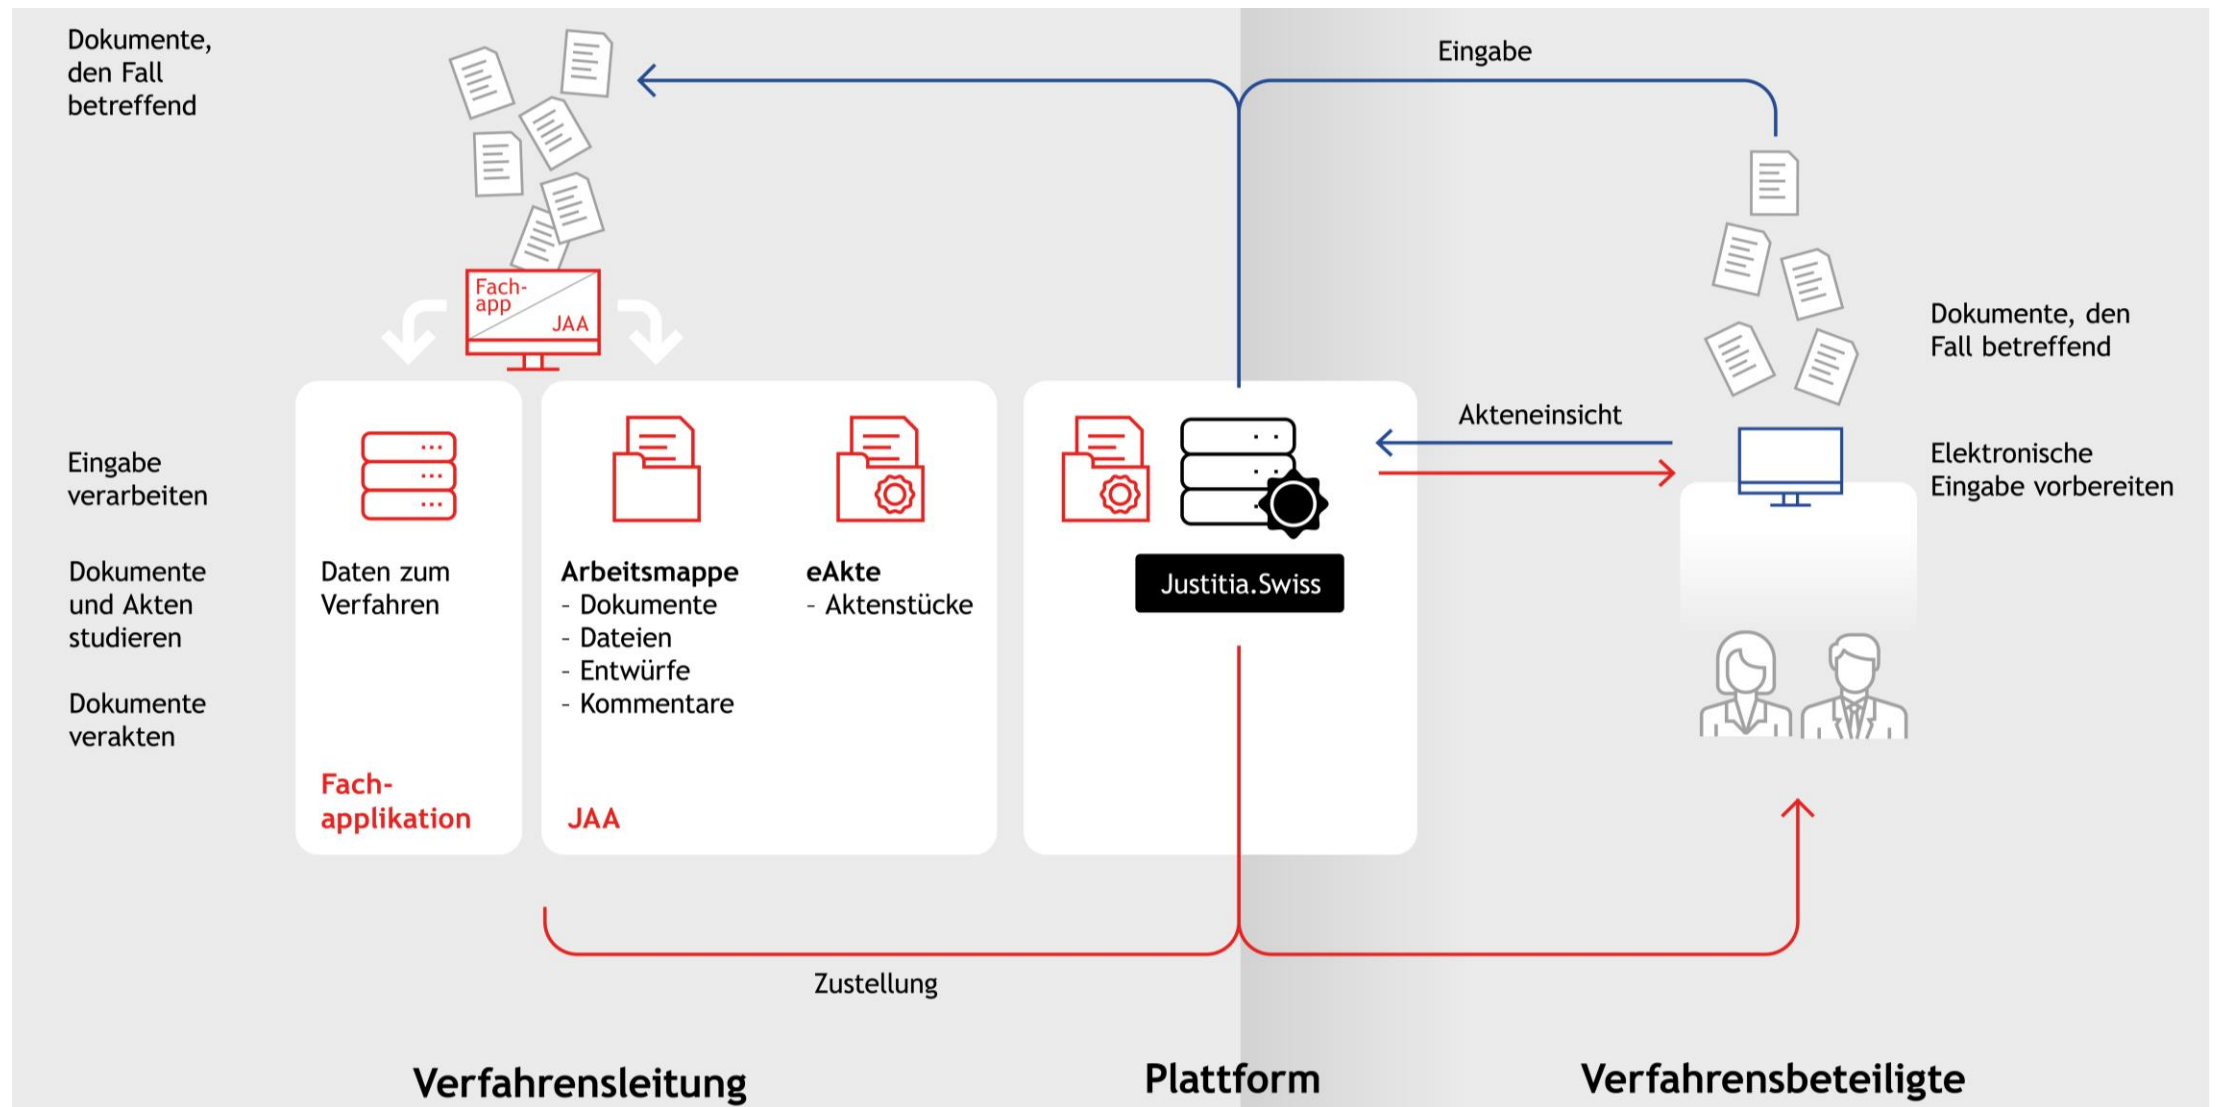 Dokumente,
den Fall
betreffend
Eingabe
Fach-
app
JAA
Dokumente, den
Fall betreffend
Akteneinsicht
Elektronische
Eingabe vorbereiten
Eingabe
verarbeiten
Dokumente
und Akten
studieren
Dokumente
verakten
Daten zum
Verfahren
Fach-
applikation
Arbeitsmappe
- Dokumente
- Dateien
- Entwürfe
- Kommentare
eAkte
- Aktenstücke
JAA
Justitia.Swiss
Zustellung
Verfahrensleitung
Plattform
Verfahrensbeteiligte